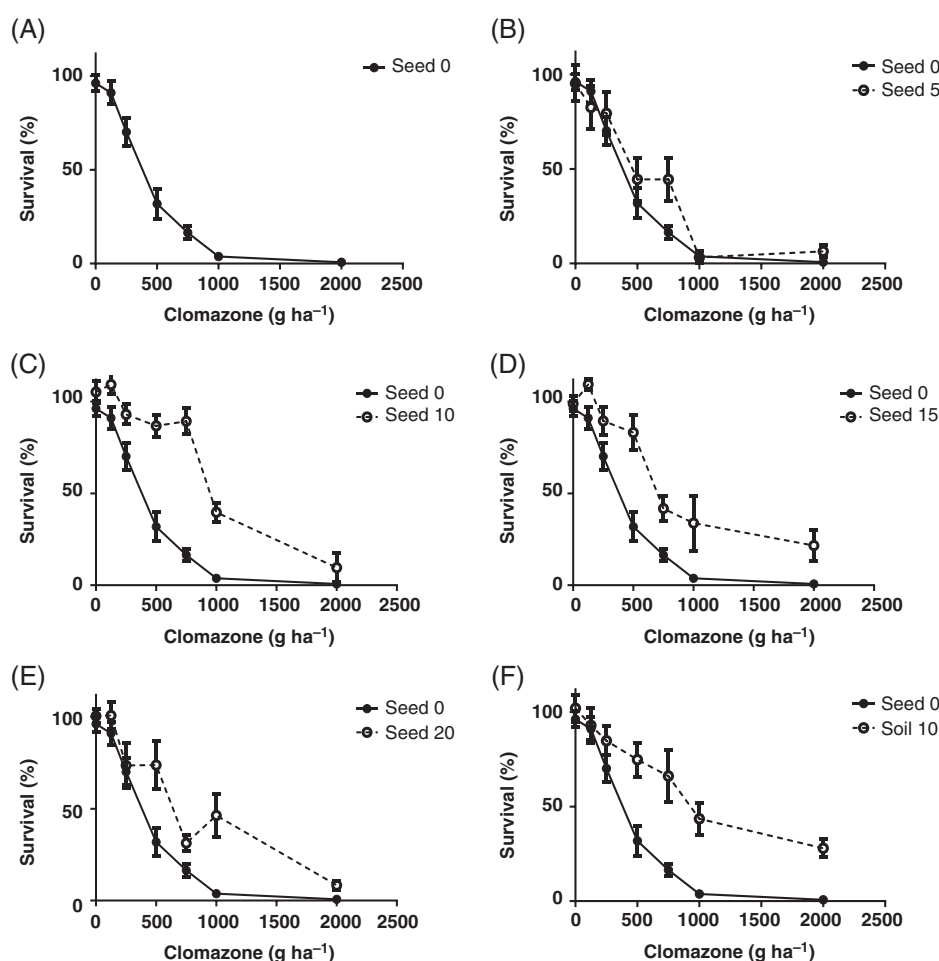 (A)
Seed 0
100
50
0
Survival (%)
0 500 1000 1500 2000 2500
Clomazone (g ha⁻¹)
(B)
Seed 0
Seed 5
100
50
0
Survival (%)
0 500 1000 1500 2000 2500
Clomazone (g ha⁻¹)
(C)
Seed 0
Seed 10
100
50
0
Survival (%)
0 500 1000 1500 2000 2500
Clomazone (g ha⁻¹)
(D)
Seed 0
Seed 15
100
50
0
Survival (%)
0 500 1000 1500 2000 2500
Clomazone (g ha⁻¹)
(E)
Seed 0
Seed 20
100
50
0
Survival (%)
0 500 1000 1500 2000 2500
Clomazone (g ha⁻¹)
(F)
Seed 0
Soil 10
100
50
0
Survival (%)
0 500 1000 1500 2000 2500
Clomazone (g ha⁻¹)